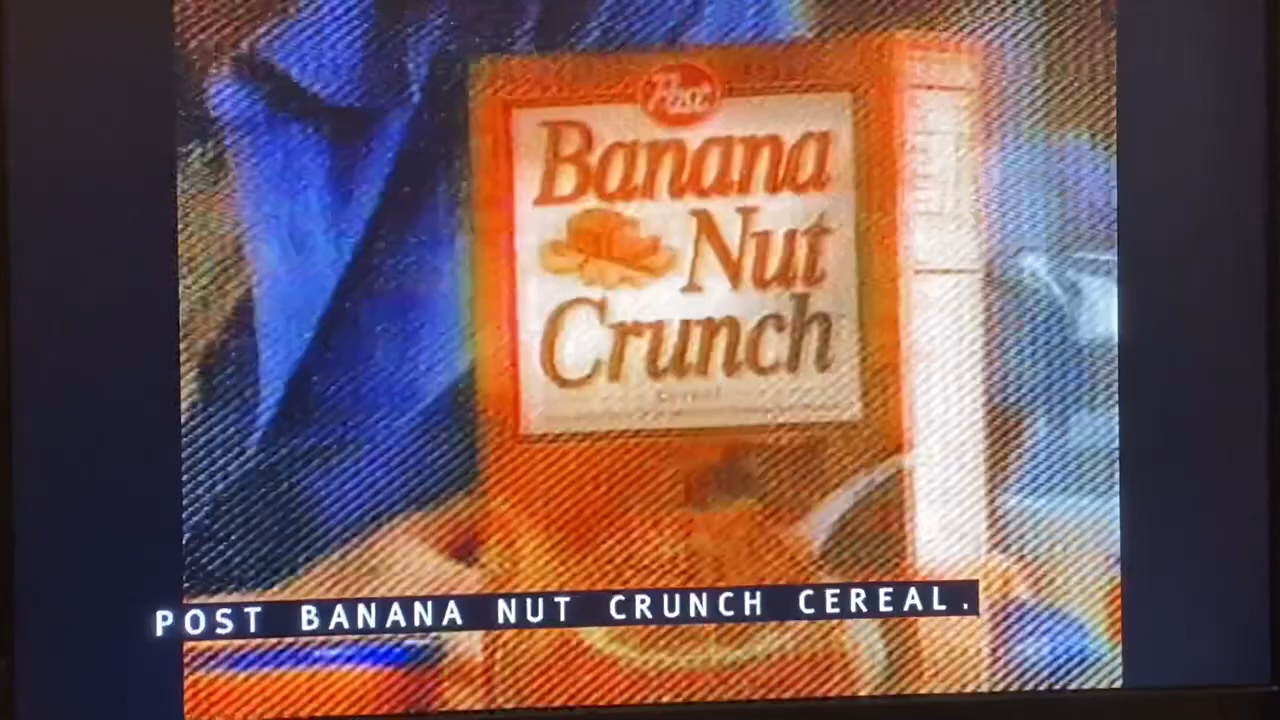 Post
Banana
Nut
Crunch
POST BANANA NUT CRUNCH CEREAL.